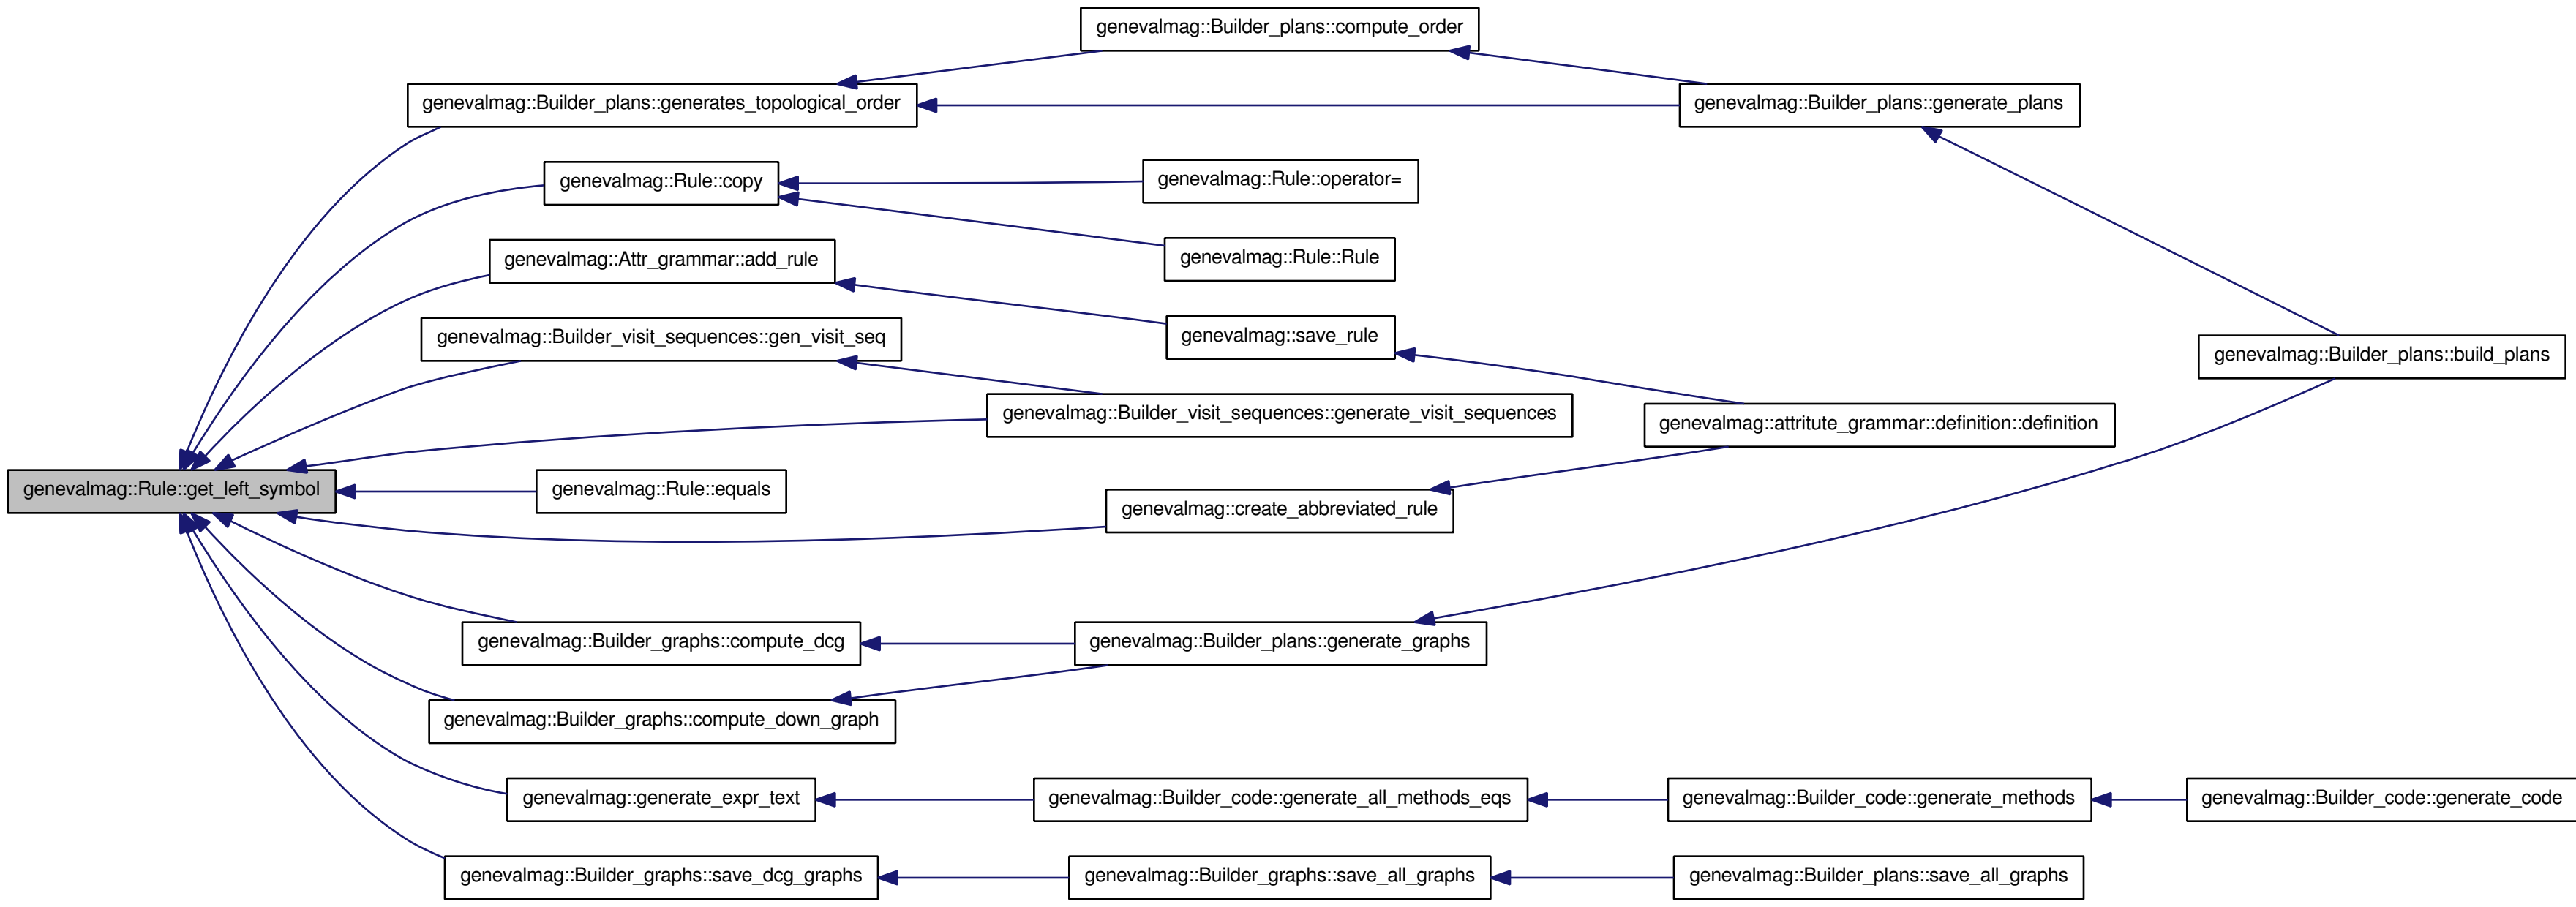 genevalmag::Builder_plans::compute_order
genevalmag::Builder_plans::generates_topological_order
genevalmag::Builder_plans::generate_plans
genevalmag::Rule::copy
genevalmag::Rule::operator=
genevalmag::Rule::Rule
genevalmag::Attr_grammar::add_rule
genevalmag::Builder_visit_sequences::gen_visit_seq
genevalmag::save_rule
genevalmag::Builder_plans::build_plans
genevalmag::Builder_visit_sequences::generate_visit_sequences
genevalmag::attritute_grammar::definition::definition
genevalmag::Rule::get_left_symbol
genevalmag::Rule::equals
genevalmag::create_abbreviated_rule
genevalmag::Builder_graphs::compute_dcg
genevalmag::Builder_plans::generate_graphs
genevalmag::Builder_graphs::compute_down_graph
genevalmag::generate_expr_text
genevalmag::Builder_code::generate_all_methods_eqs
genevalmag::Builder_code::generate_methods
genevalmag::Builder_code::generate_code
genevalmag::Builder_graphs::save_dcg_graphs
genevalmag::Builder_graphs::save_all_graphs
genevalmag::Builder_plans::save_all_graphs